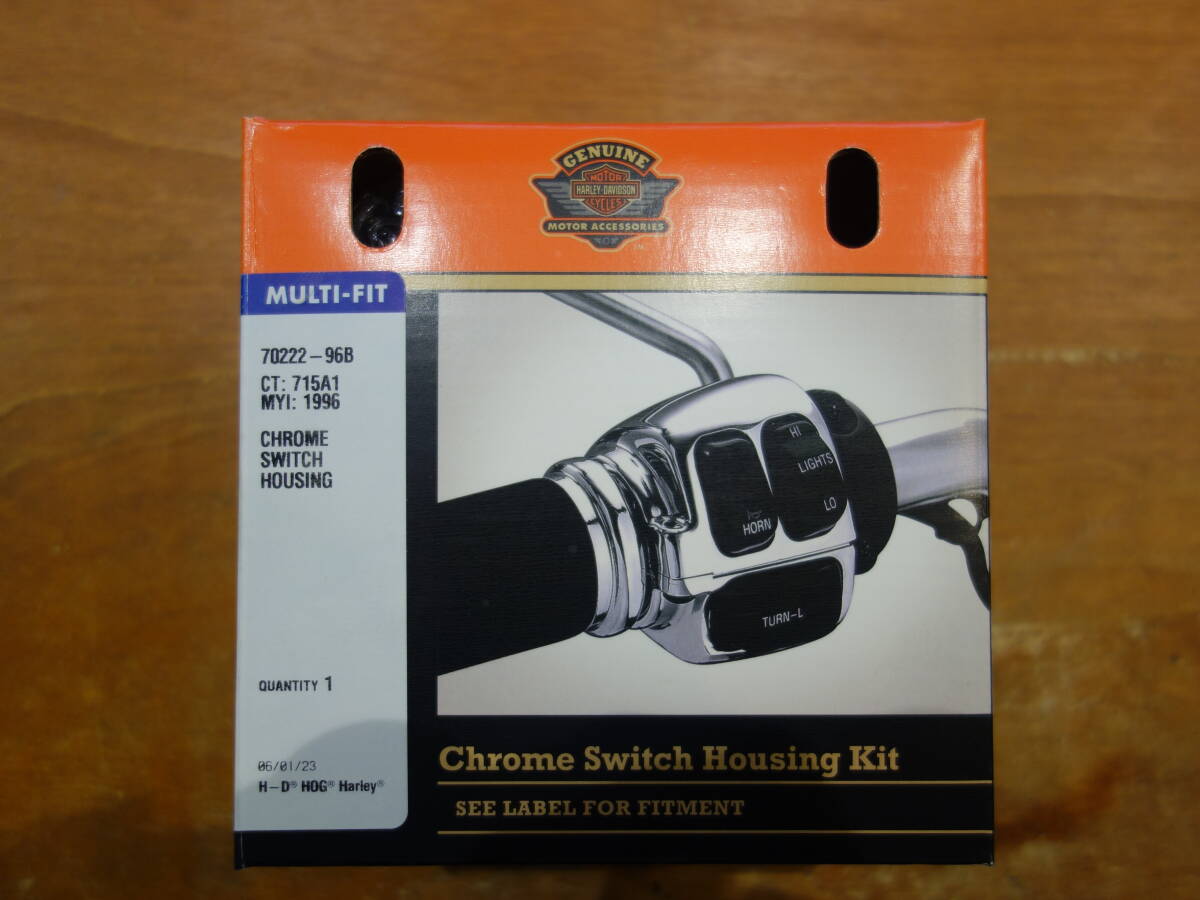 GENUINE
MOTOR
HARLEY-DAVIDSON
CYCLES
MOTOR ACCESSORIES
MULTI-FIT
70222-96B
CT: 715A1
MYI: 1996
CHROME
SWITCH
HOUSING
QUANTITY 1
06/01/23
H-D® HOG® Harley®
HI
LIGHTS
LO
HORN
TURN-L
Chrome Switch Housing Kit
SEE LABEL FOR FITMENT